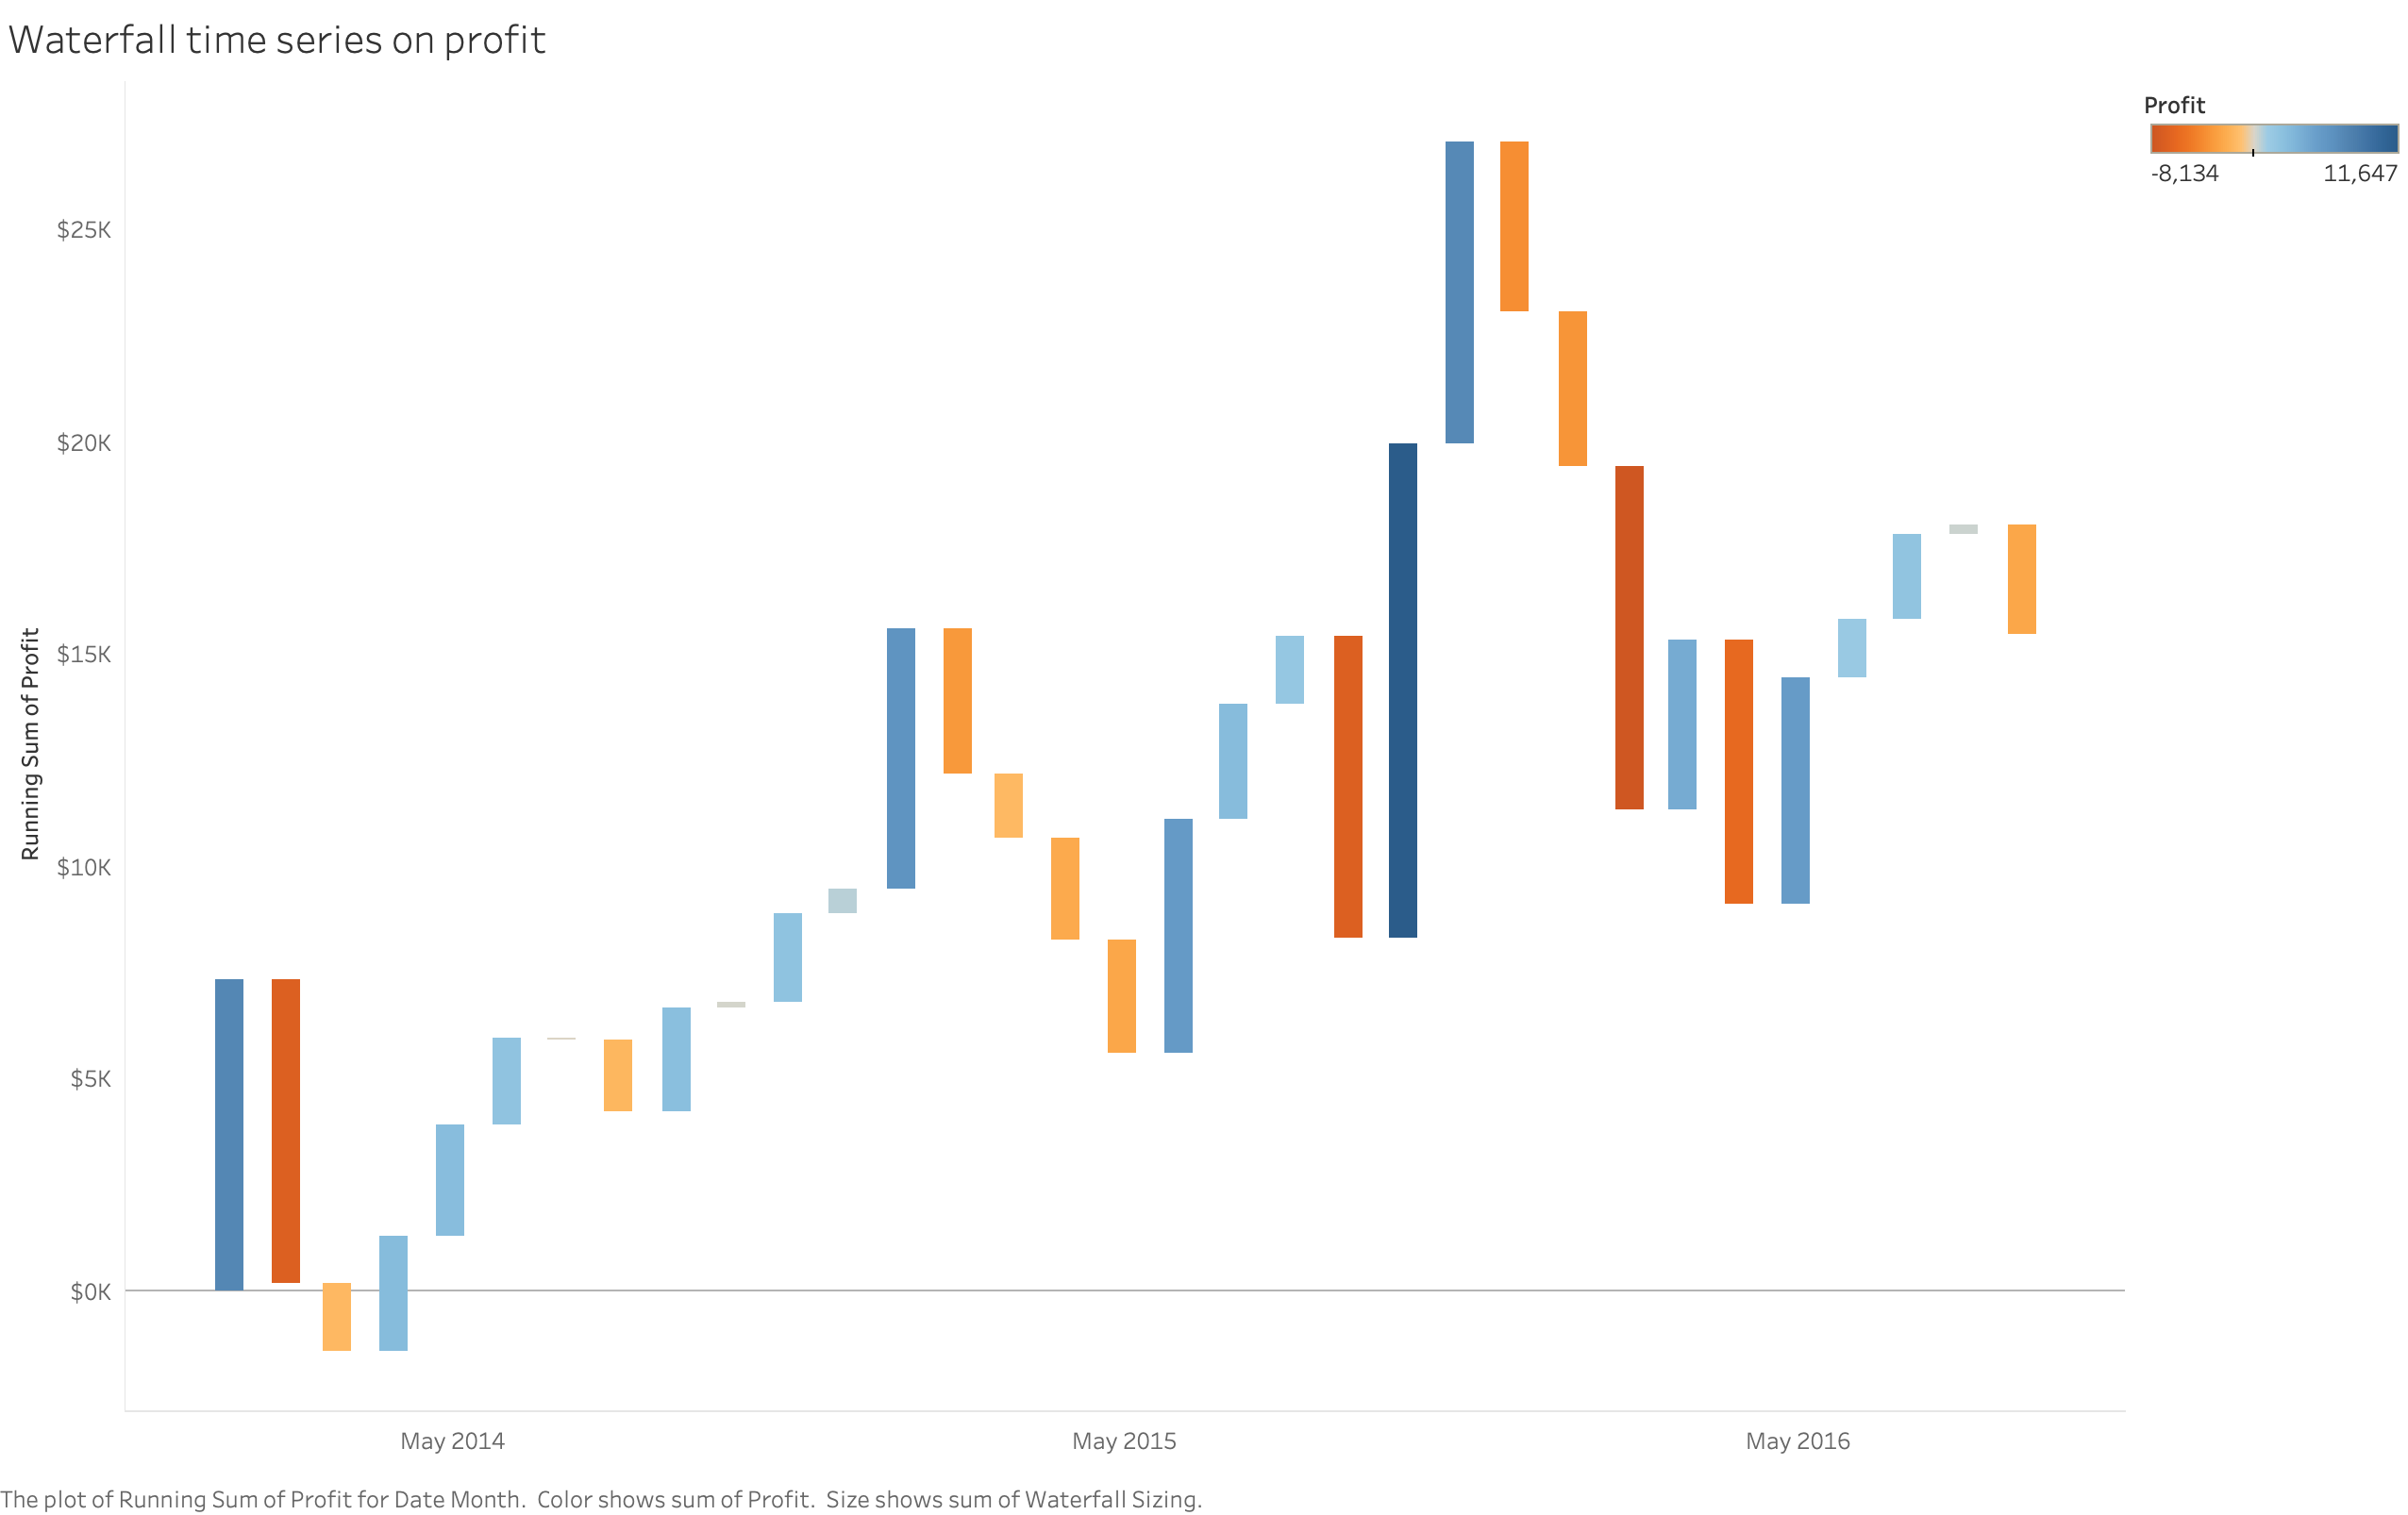 Waterfall time series on profit
Profit
-8,134 11,647
$25K
$20K
$15K
$10K
$5K
$0K
Running Sum of Profit
May 2014 May 2015 May 2016
The plot of Running Sum of Profit for Date Month.  Color shows sum of Profit.  Size shows sum of Waterfall Sizing.